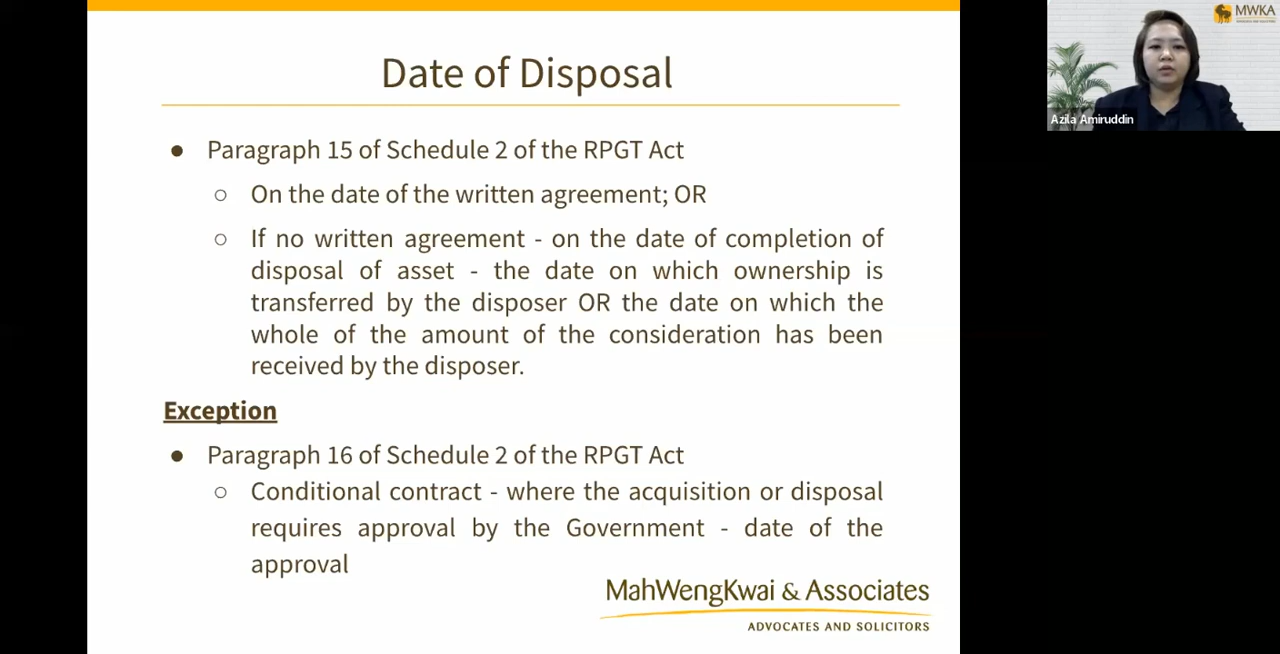 Date of Disposal
● Paragraph 15 of Schedule 2 of the RPGT Act
○ On the date of the written agreement; OR
○ If no written agreement - on the date of completion of
disposal of asset - the date on which ownership is
transferred by the disposer OR the date on which the
whole of the amount of the consideration has been
received by the disposer.
Exception
● Paragraph 16 of Schedule 2 of the RPGT Act
○ Conditional contract - where the acquisition or disposal
requires approval by the Government - date of the
approval
MahWengKwai & Associates
ADVOCATES AND SOLICITORS
MWKA
Azila Amiruddin